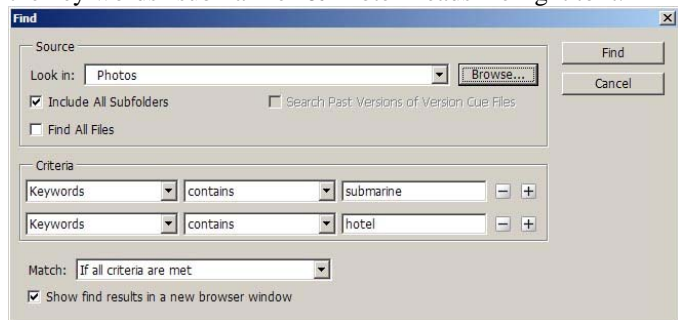 Find
Source
Look in: Photos Browse...
Include All Subfolders Search Past Versions of Version Cue Files
Find All Files
Find
Cancel
Criteria
Keywords contains submarine
Keywords contains hotel
Match: If all criteria are met
Show find results in a new browser window